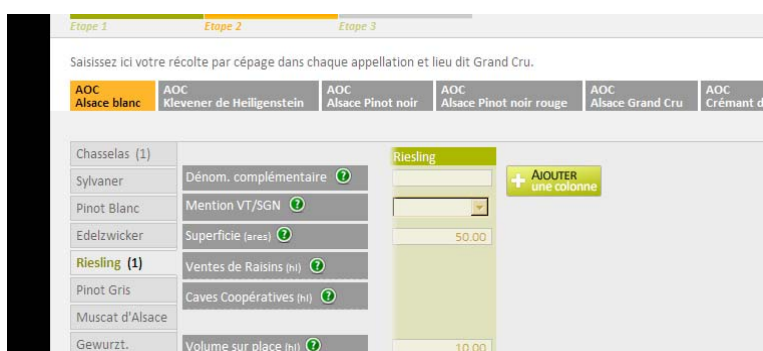 Etape 1 Etape 2 Etape 3
Saisissez ici votre récolte par cépage dans chaque appellation et lieu dit Grand Cru.
AOC AOC AOC AOC AOC AOC
Alsace blanc Klevener de Heiligenstein Alsace Pinot noir Alsace Pinot noir rouge Alsace Grand Cru Crémant d
Chasselas (1) Riesling
Sylvaner Dénom. complémentaire ? + AJOUTER
une colonne
Pinot Blanc Mention VT/SGN ?
Edelzwicker Superficie (ares) ? 50.00
Riesling (1) Ventes de Raisins (hl) ?
Pinot Gris Caves Coopératives (hl) ?
Muscat d'Alsace
Gewurzt. Volume sur place (hl) ? 10.00